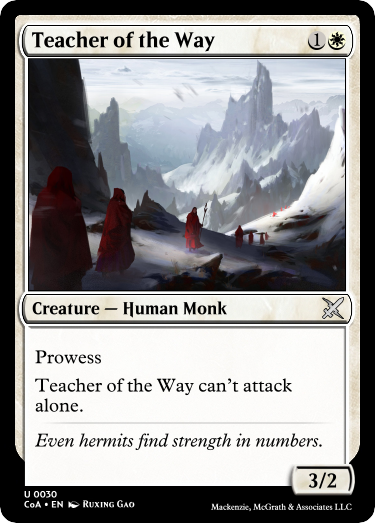 Teacher of the Way 1
Creature — Human Monk
Prowess
Teacher of the Way can't attack
alone.
Even hermits find strength in numbers.
3/2
U 0030
CoA • EN Ruxing Gao
Mackenzie, McGrath & Associates LLC